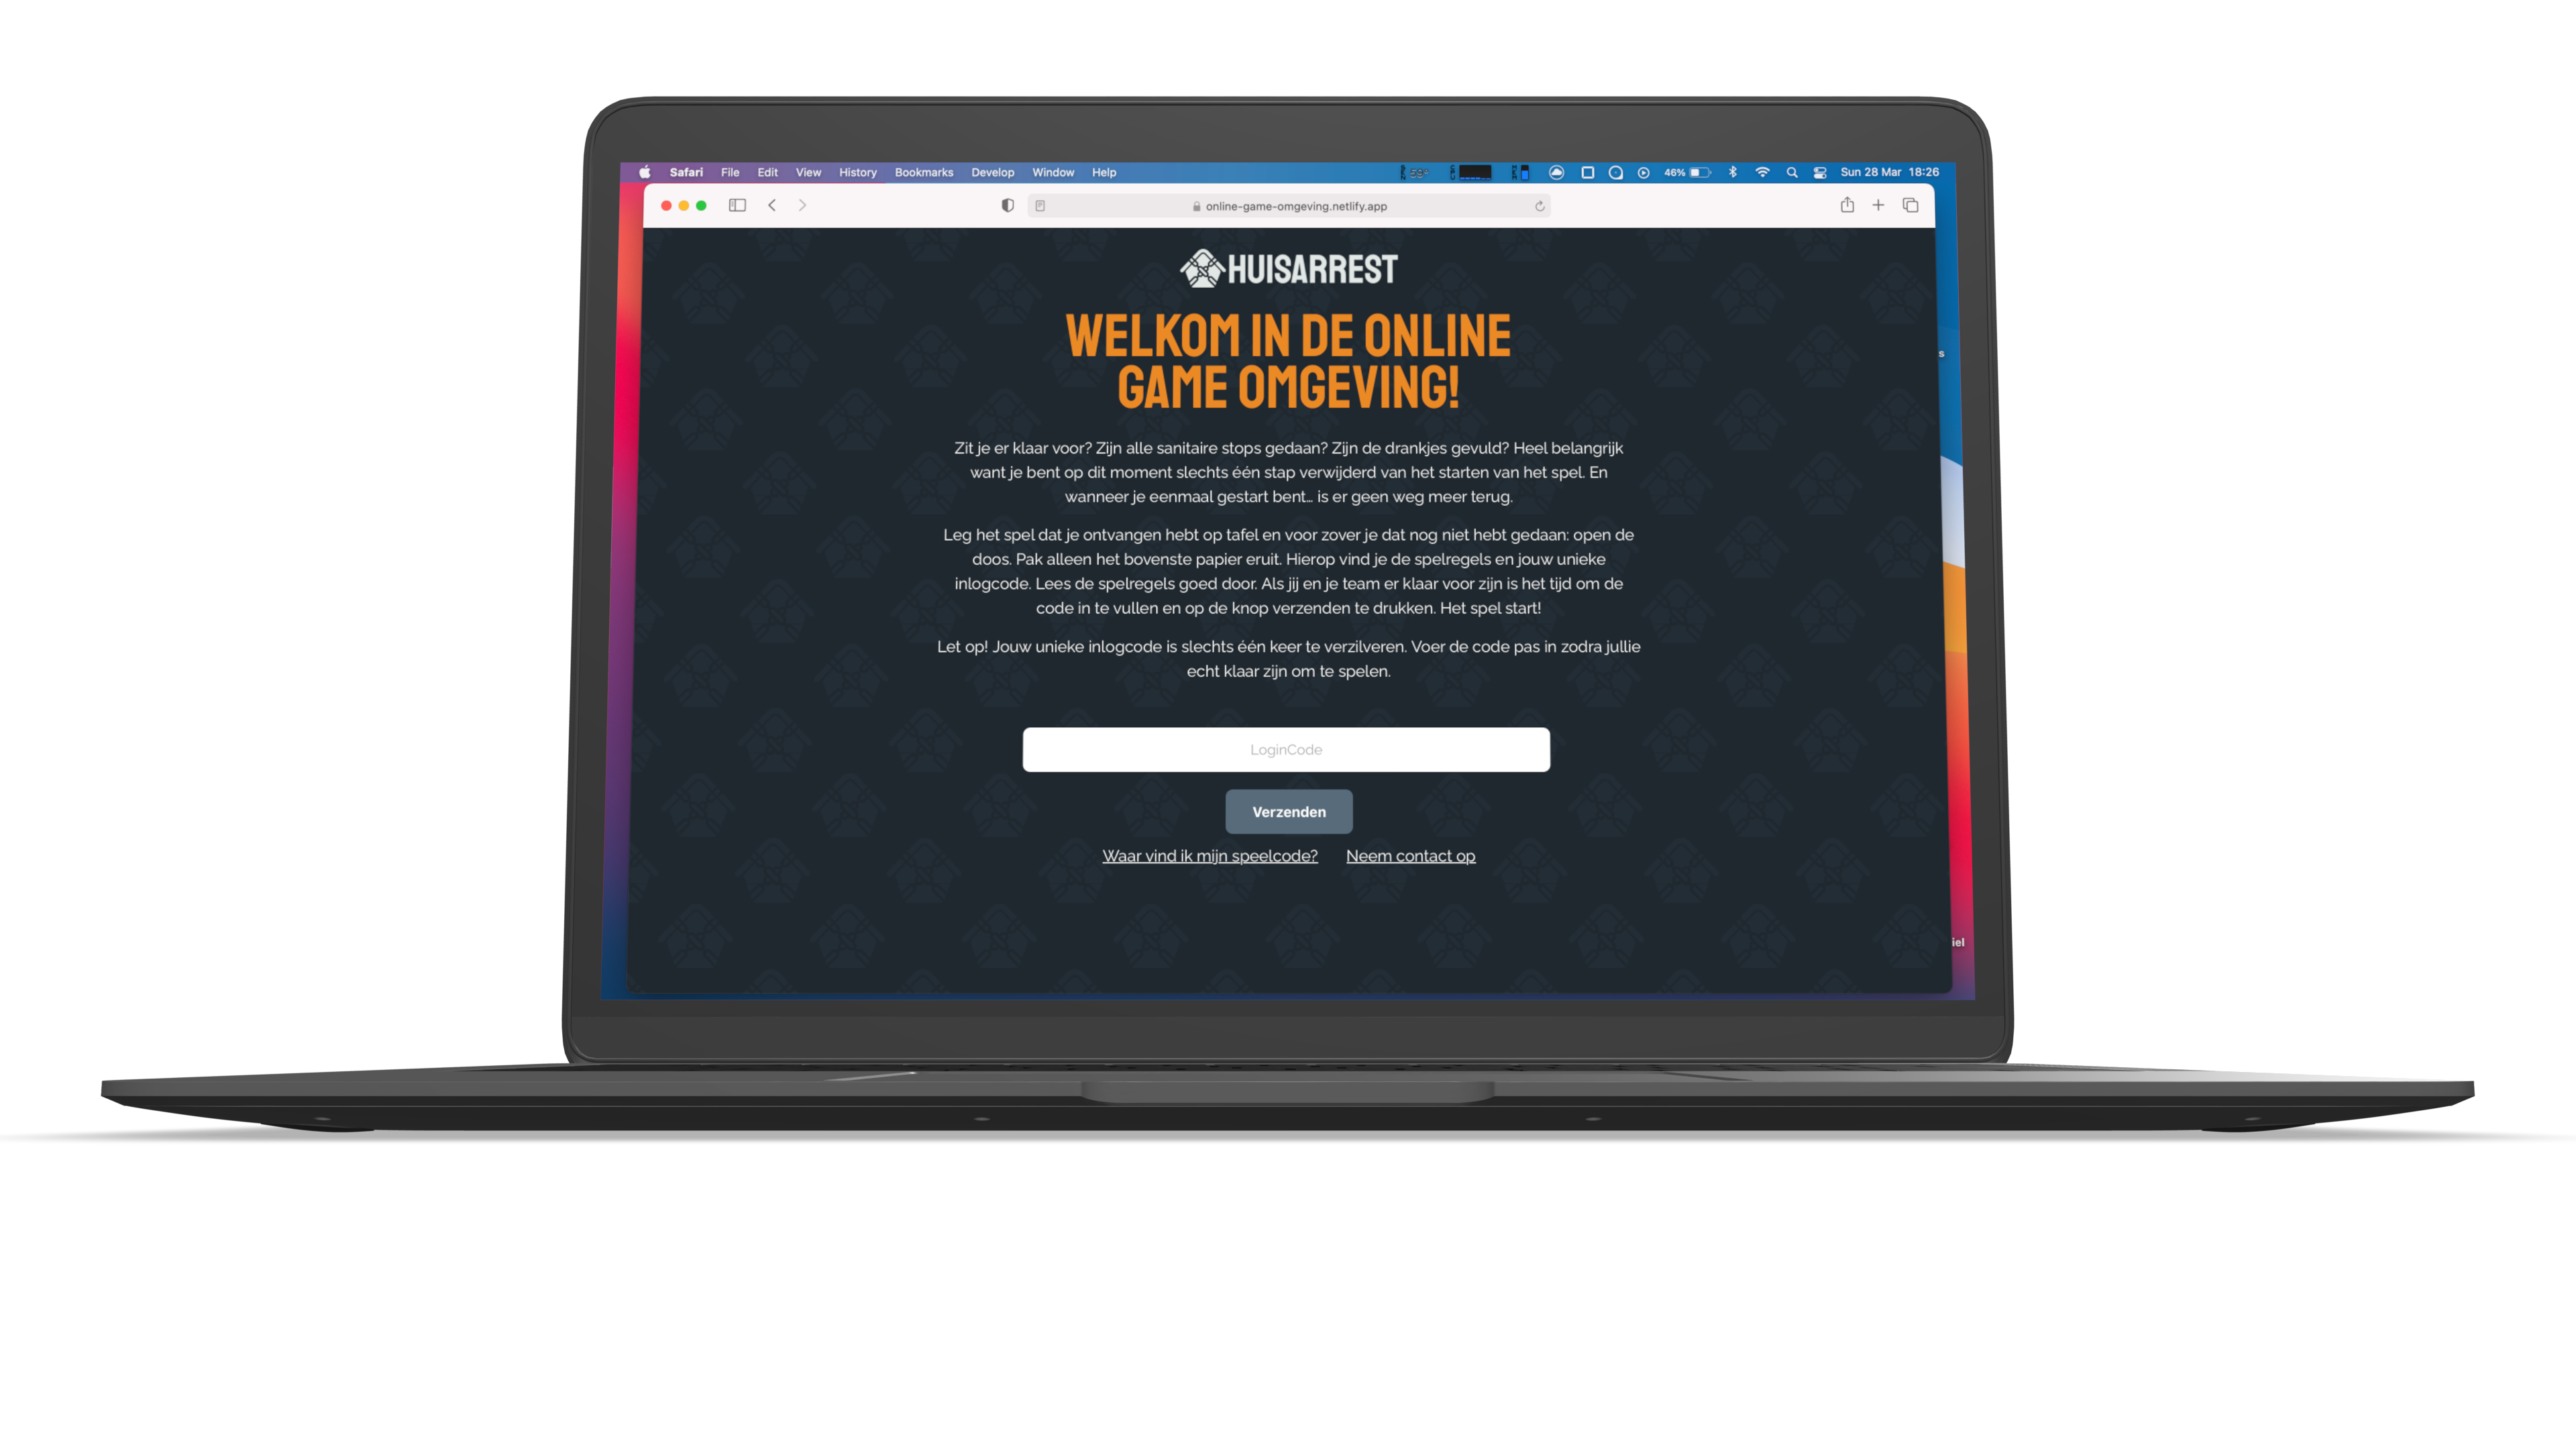 Safari File Edit View History Bookmarks Develop Window Help 46% Sun 28 Mar 18:26
online-game-omgeving.netlify.app
HUISARREST
WELKOM IN DE ONLINE
GAME OMGEVING!
Zit je er klaar voor? Zijn alle sanitaire stops gedaan? Zijn de drankjes gevuld? Heel belangrijk
want je bent op dit moment slechts één stap verwijderd van het starten van het spel. En
wanneer je eenmaal gestart bent... is er geen weg meer terug.
Leg het spel dat je ontvangen hebt op tafel en voor zover je dat nog niet hebt gedaan: open de
doos. Pak alleen het bovenste papier eruit. Hierop vind je de spelregels en jouw unieke
inlogcode. Lees de spelregels goed door. Als jij en je team er klaar voor zijn is het tijd om de
code in te vullen en op de knop verzenden te drukken. Het spel start!
Let op! Jouw unieke inlogcode is slechts één keer te verzilveren. Voer de code pas in zodra jullie
echt klaar zijn om te spelen.
LoginCode
Verzenden
Waar vind ik mijn speelcode? Neem contact op
s
iel